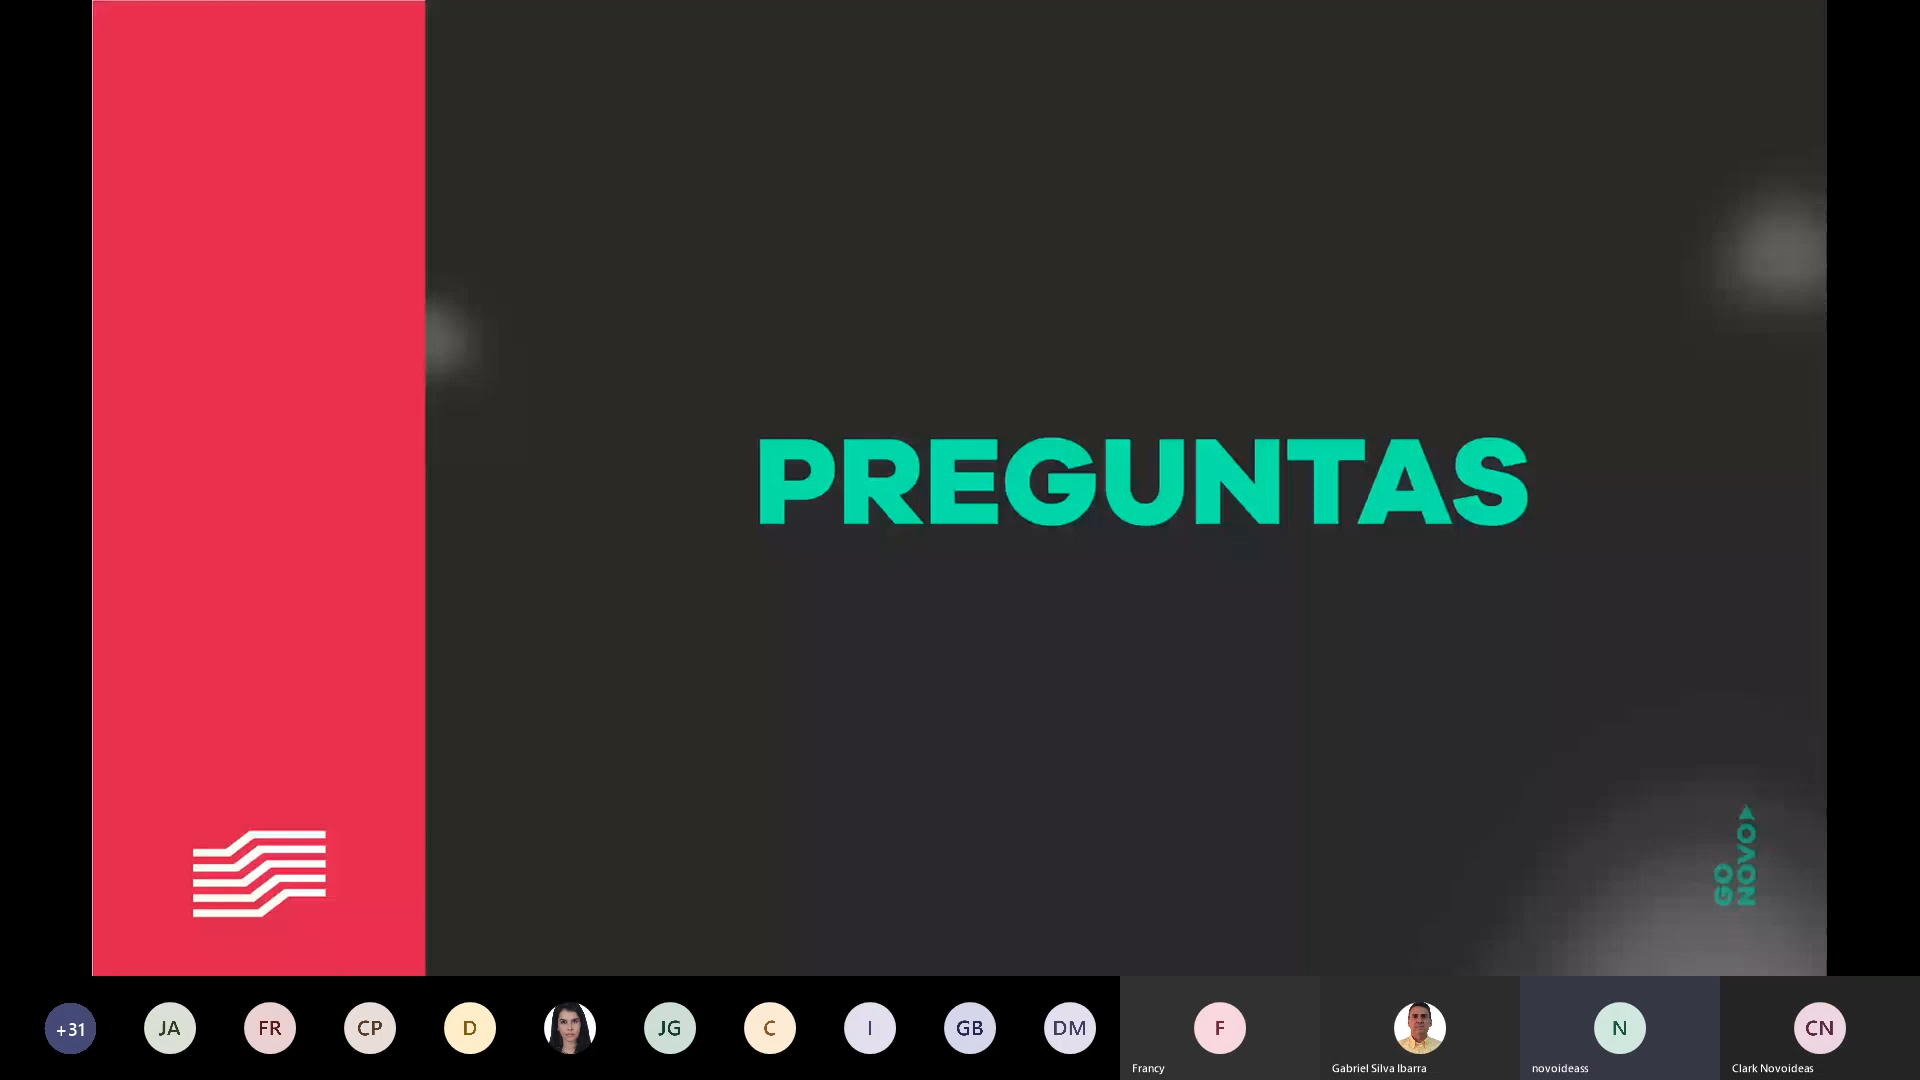 PREGUNTAS
GO
NOVO
+31
JA
FR
CP
D
JG
C
I
GB
DM
F
N
CN
Francy
Gabriel Silva Ibarra
novoideass
Clark Novoideas